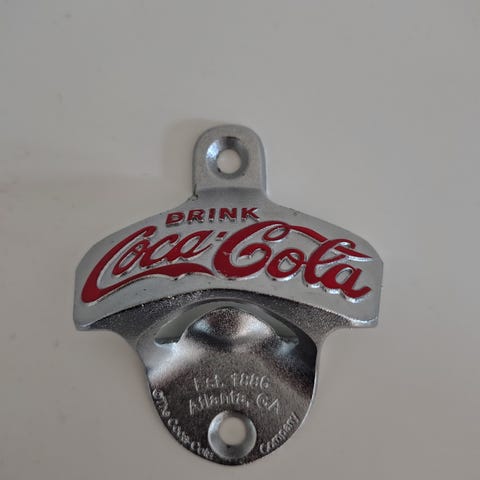 DRINK
Coca-Cola
Est. 1886
Atlanta, GA
©The Coca-Cola Company